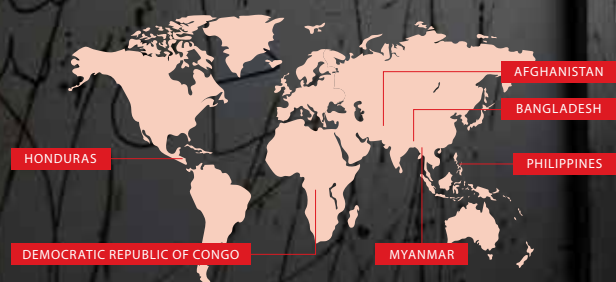 AFGHANISTAN
BANGLADESH
HONDURAS
PHILIPPINES
DEMOCRATIC REPUBLIC OF CONGO
MYANMAR